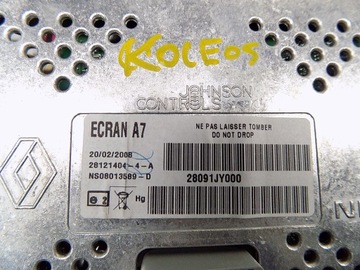 KOLEOS
JOHNSON
CONTROLS
ECRAN A7
NE PAS LAISSER TOMBER
DO NOT DROP
20/02/2008
28121404-4-A
NS08013589-D
28091JY000
Hg